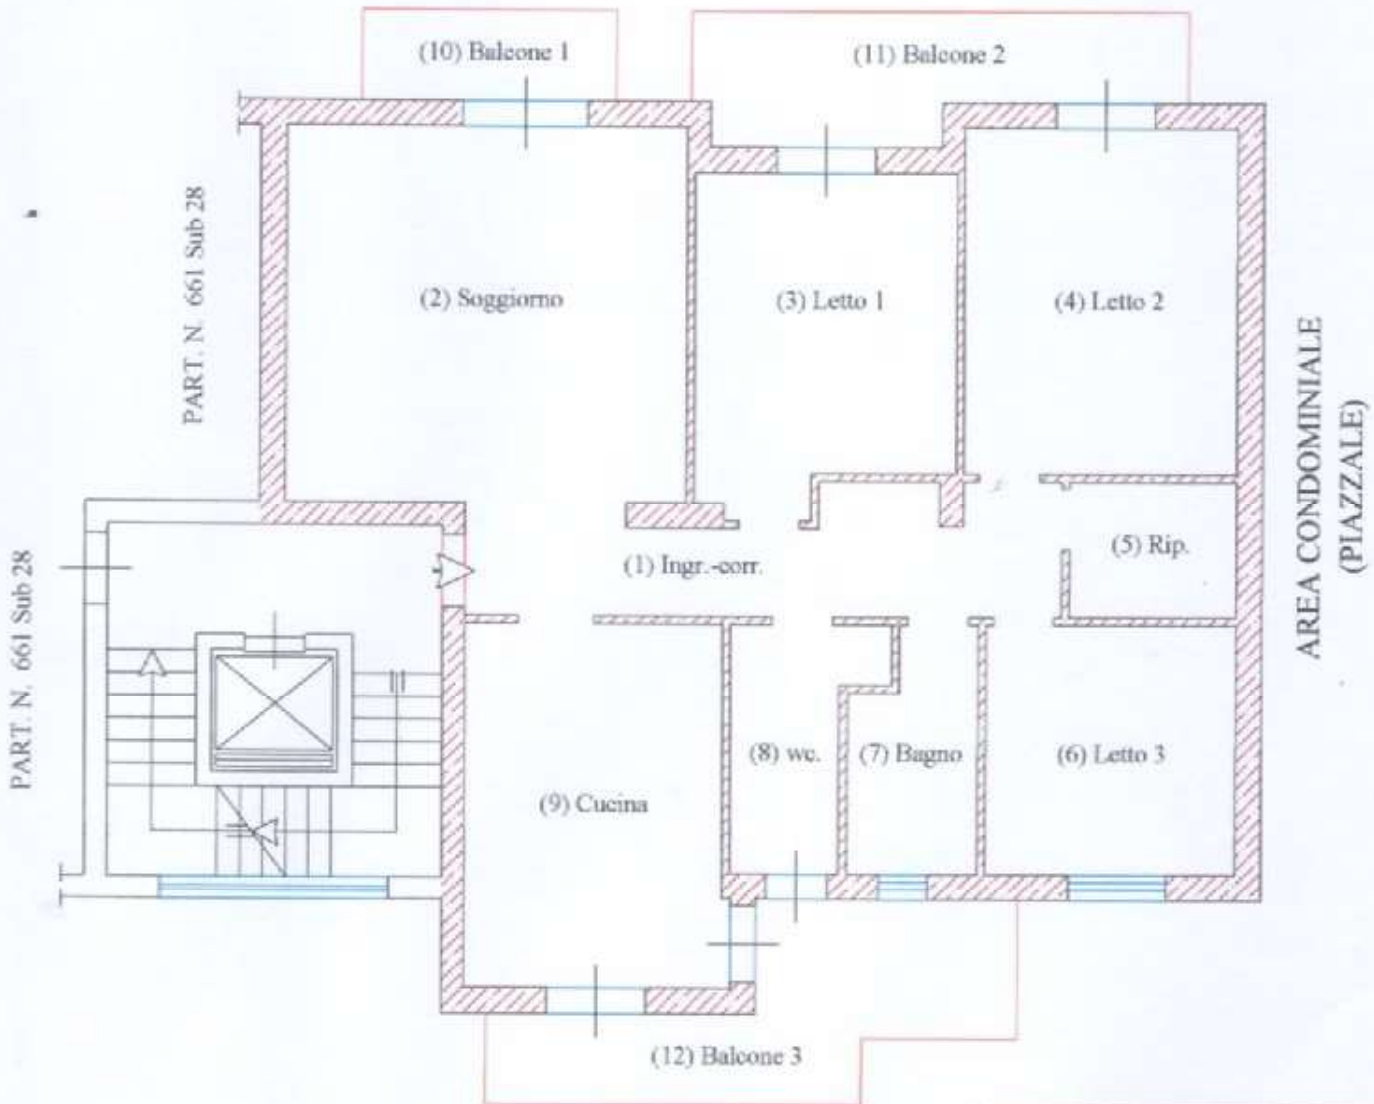 (10) Balcone 1
(11) Balcone 2
PART. N. 661 Sub 28
(2) Soggiorno
(3) Letto 1
(4) Letto 2
AREA CONDOMINIALE
(PIAZZALE)
PART. N. 661 Sub 28
(1) Ingr.-corr.
(5) Rip.
(8) wc.
(7) Bagno
(6) Letto 3
(9) Cucina
(12) Balcone 3